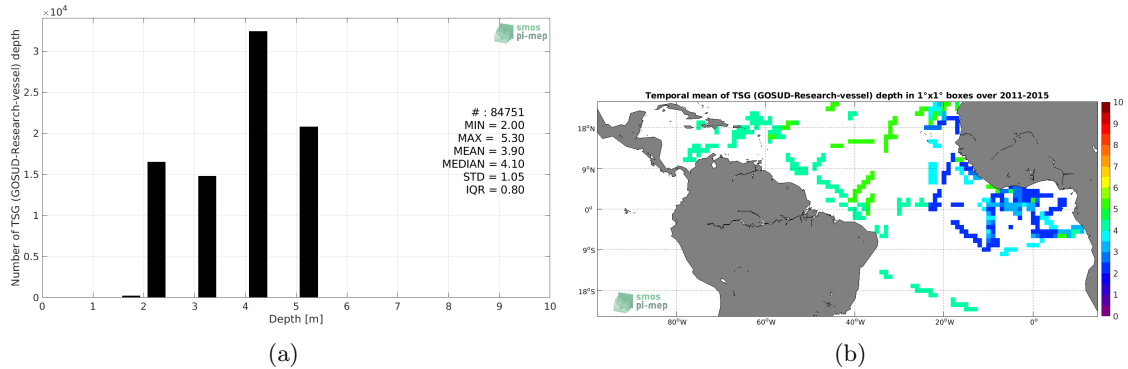 ×10⁴
smos
pi-mep
Number of TSG (GOSUD-Research-vessel) depth
3
2.5
2
1.5
1
0.5
0
# : 84751
MIN = 2.00
MAX = 5.30
MEAN = 3.90
MEDIAN = 4.10
STD = 1.05
IQR = 0.80
0 1 2 3 4 5 6 7 8 9 10
Depth [m]
(a)
Temporal mean of TSG (GOSUD-Research-vessel) depth in 1°x1° boxes over 2011-2015
18°N
9°N
0°
9°S
18°S
80°W 60°W 40°W 20°W 0°
smos
pi-mep
10
9
8
7
6
5
4
3
2
1
0
(b)